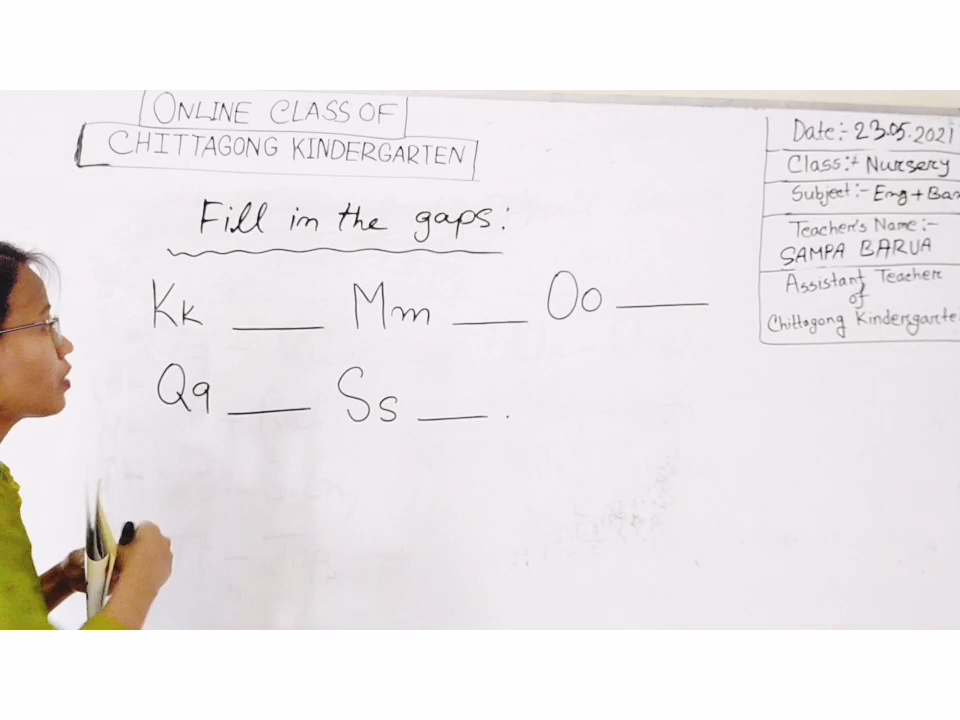 ONLINE CLASS OF
CHITTAGONG KINDERGARTEN
Fill in the gaps:
Kk ____ Mm ____ Oo ____
Qq ____ Ss ____ .
Date:- 23.05.2021
Class:- Nursery
Subject:- Eng + Ban
Teacher's Name:-
SAMPA BARUA
Assistant Teacher
of
Chittagong Kindergarte